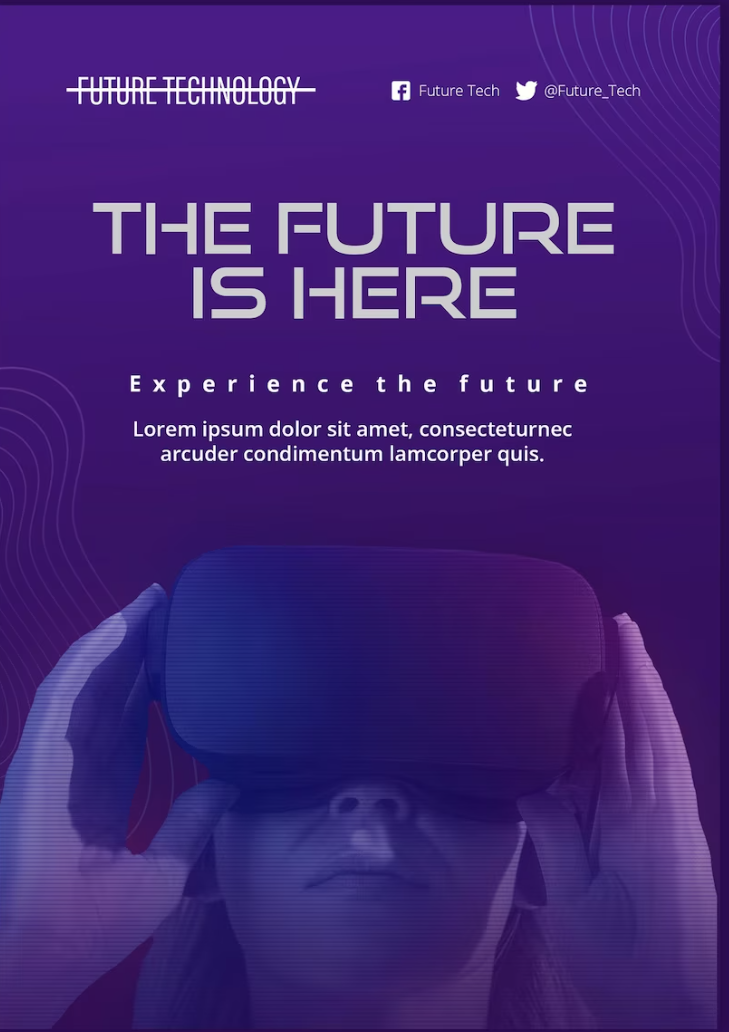 FUTURE TECHNOLOGY
Future Tech @Future_Tech
THE FUTURE
IS HERE
Experience the future
Lorem ipsum dolor sit amet, consecteturnec
arcuder condimentum lamcorper quis.